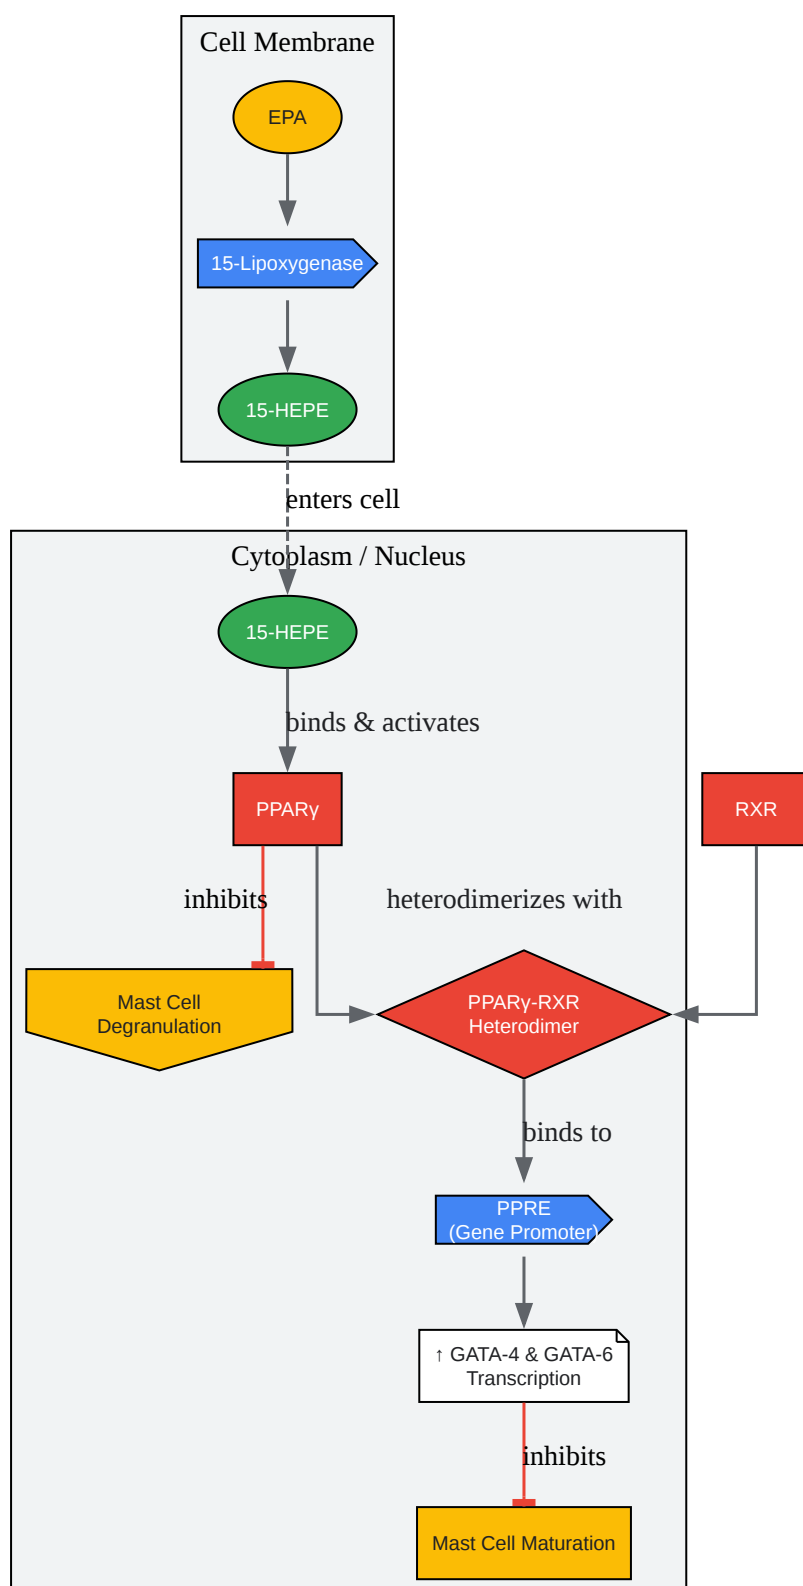 Cell Membrane
EPA
15-Lipoxygenase
15-HEPE
enters cell
Cytoplasm / Nucleus
15-HEPE
binds & activates
PPARγ
RXR
inhibits
heterodimerizes with
Mast Cell
Degranulation
PPARγ-RXR
Heterodimer
binds to
PPRE
(Gene Promoter)
↑ GATA-4 & GATA-6
Transcription
inhibits
Mast Cell Maturation